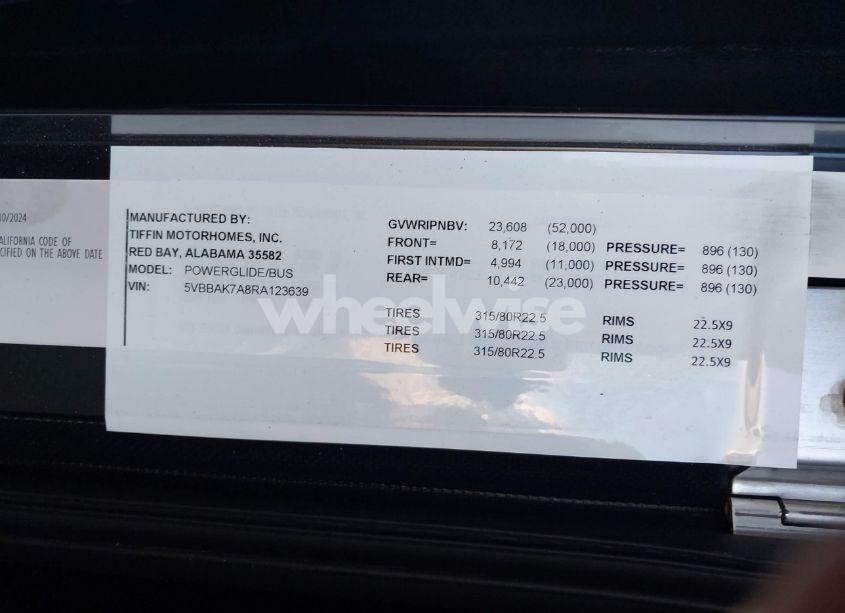 0/2024
ALIFORNIA CODE OF
CIFIED ON THE ABOVE DATE
MANUFACTURED BY:
TIFFIN MOTORHOMES, INC.
RED BAY, ALABAMA 35582
MODEL: POWERGLIDE/BUS
VIN: 5VBBAK7A8RA123639
GVWRIPNBV: 23,608 (52,000)
FRONT= 8,172 (18,000) PRESSURE= 896 (130)
FIRST INTMD= 4,994 (11,000) PRESSURE= 896 (130)
REAR= 10,442 (23,000) PRESSURE= 896 (130)
TIRES 315/80R22.5 RIMS 22.5X9
TIRES 315/80R22.5 RIMS 22.5X9
TIRES 315/80R22.5 RIMS 22.5X9
wheelwise